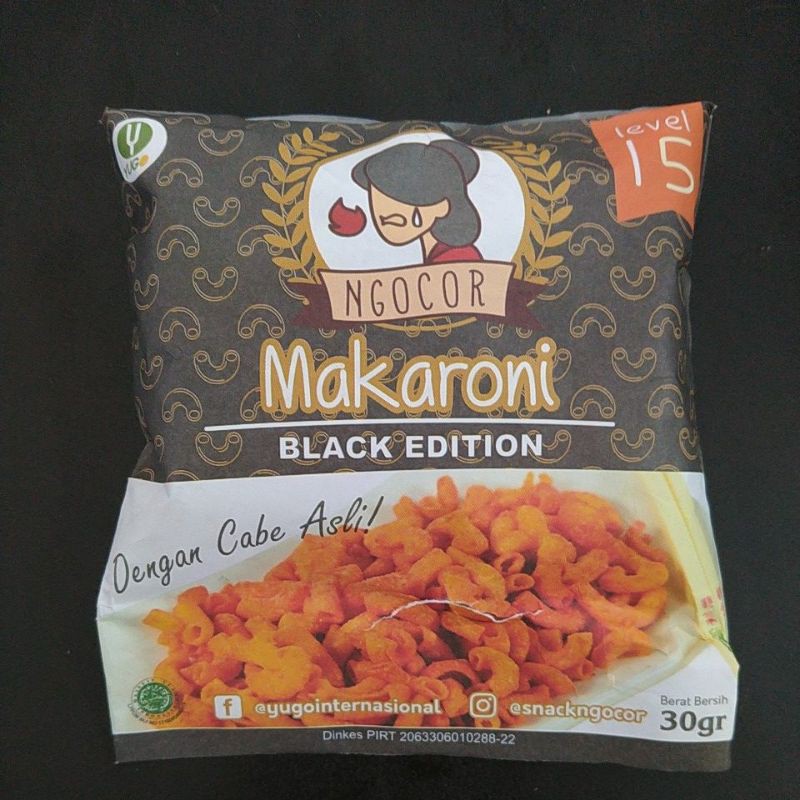 YUGO
level
15
NGOCOR
Makaroni
BLACK EDITION
Dengan Cabe Asli!
@yugointernasional
@snackngocor
Berat Bersih
30gr
Dinkes PIRT 2063306010288-22